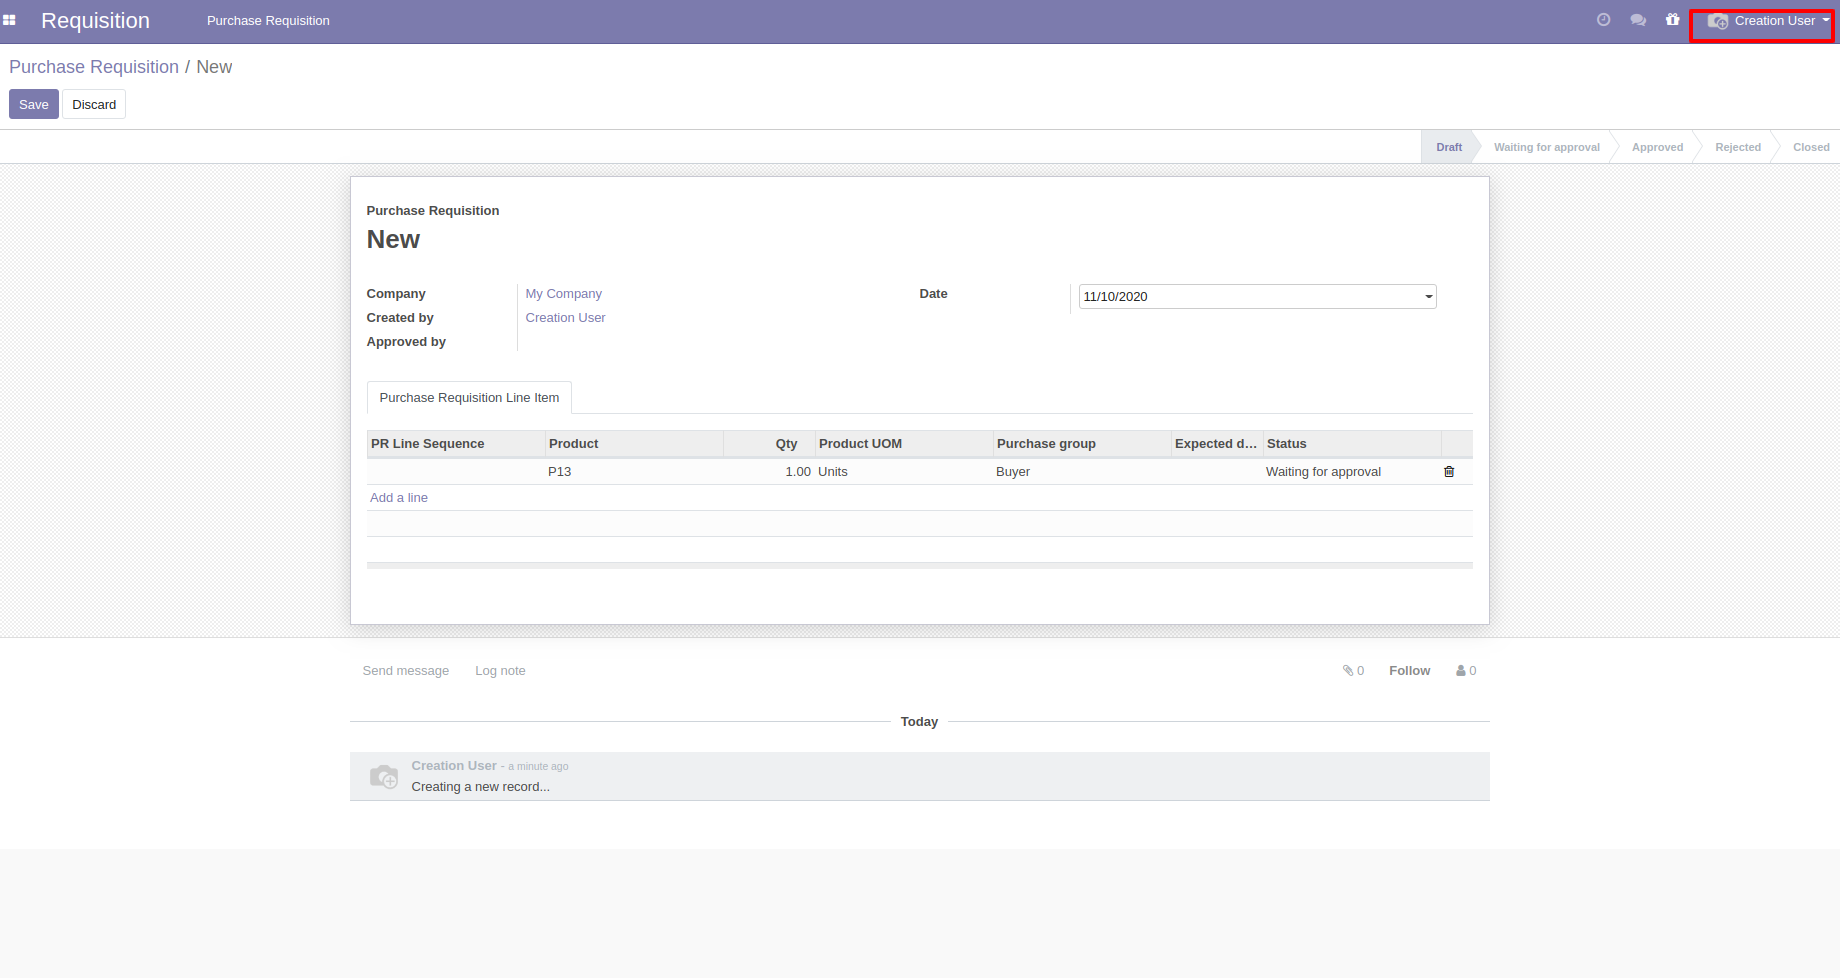 Requisition
Purchase Requisition
Creation User
Purchase Requisition / New
Save
Discard
Draft
Waiting for approval
Approved
Rejected
Closed
Purchase Requisition
New
Company
My Company
Date
11/10/2020
Created by
Creation User
Approved by
Purchase Requisition Line Item
PR Line Sequence
Product
Qty
Product UOM
Purchase group
Expected d...
Status
P13
1.00
Units
Buyer
Waiting for approval
Add a line
Send message
Log note
0
Follow
0
Today
Creation User - a minute ago
Creating a new record...